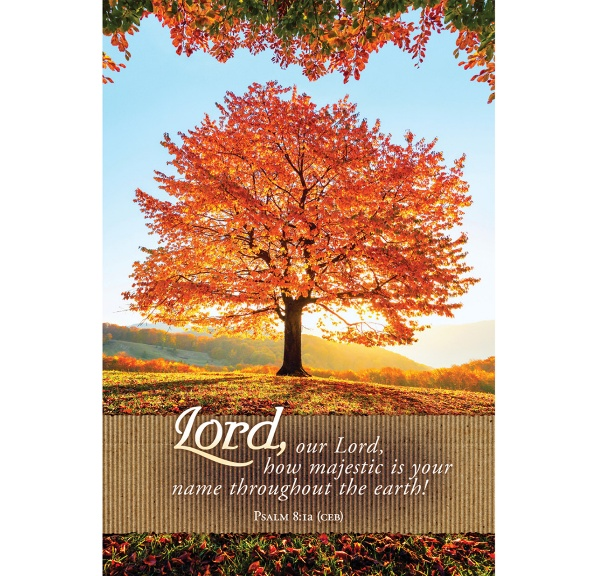 Lord, our Lord,
how majestic is your
name throughout the earth!
Psalm 8:1a (CEB)